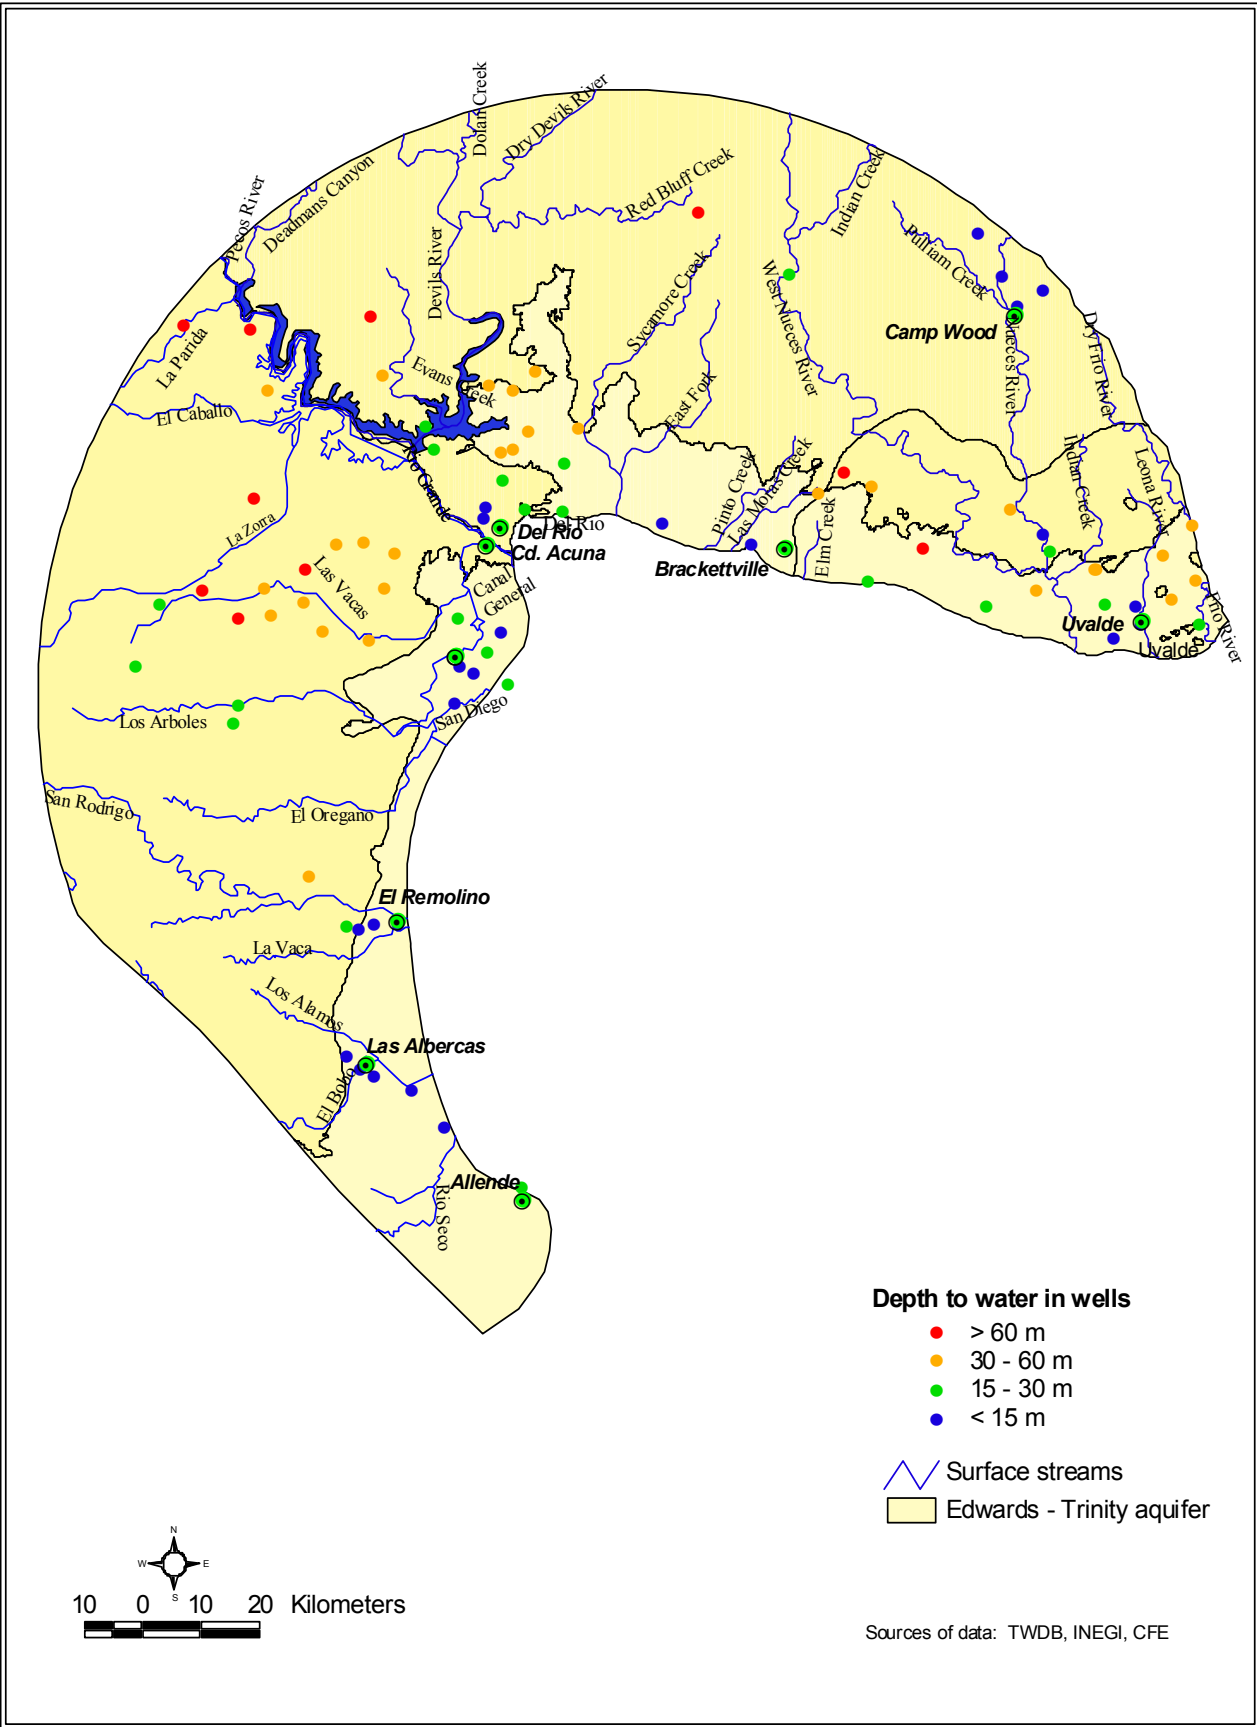 Dolan Creek
Dry Devils River
Deadmans Canyon
Pecos River
Red Bluff Creek
Indian Creek
Devils River
Pulliam Creek
West Nueces River
Sycamore Creek
Camp Wood
Nueces River
Dry Frio River
La Parida
Evans Creek
East Fork
El Caballo
Rio Grande
Pinto Creek
Las Moras Creek
Indian Creek
Leona River
La Zorra
Del Rio
Del Rio
Cd. Acuna
Elm Creek
Brackettville
Las Vacas
Canal General
Uvalde
Uvalde
Frio River
Los Arboles
San Diego
San Rodrigo
El Oregano
El Remolino
La Vaca
Los Alamos
Las Albercas
El Bobo
Allende
Rio Seco
Depth to water in wells
> 60 m
30 - 60 m
15 - 30 m
< 15 m
Surface streams
Edwards - Trinity aquifer
N
W E
S
10 0 10 20 Kilometers
Sources of data: TWDB, INEGI, CFE